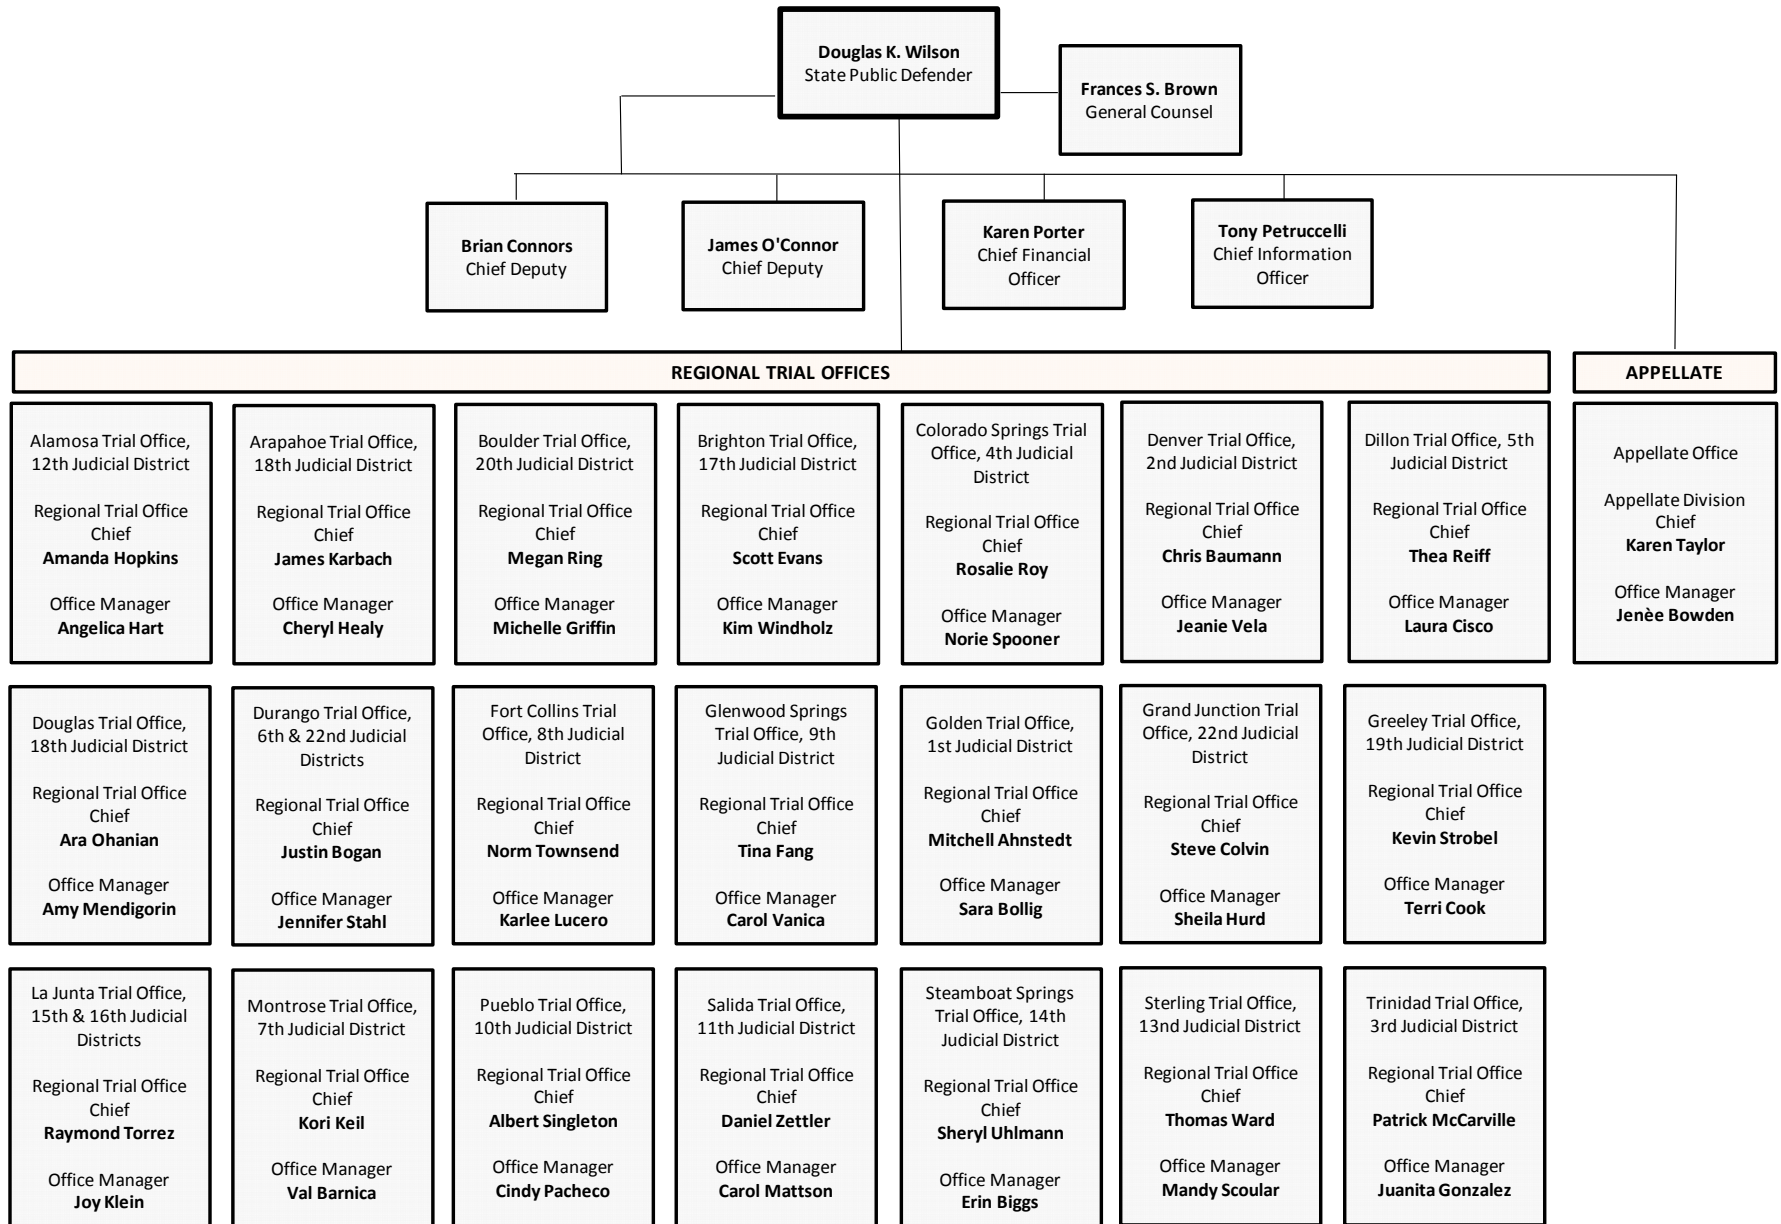 Douglas K. Wilson
State Public Defender
Frances S. Brown
General Counsel
Brian Connors
Chief Deputy
James O'Connor
Chief Deputy
Karen Porter
Chief Financial
Officer
Tony Petruccelli
Chief Information
Officer
REGIONAL TRIAL OFFICES
APPELLATE
Alamosa Trial Office,
12th Judicial District
Regional Trial Office
Chief
Amanda Hopkins
Office Manager
Angelica Hart
Arapahoe Trial Office,
18th Judicial District
Regional Trial Office
Chief
James Karbach
Office Manager
Cheryl Healy
Boulder Trial Office,
20th Judicial District
Regional Trial Office
Chief
Megan Ring
Office Manager
Michelle Griffin
Brighton Trial Office,
17th Judicial District
Regional Trial Office
Chief
Scott Evans
Office Manager
Kim Windholz
Colorado Springs Trial
Office, 4th Judicial
District
Regional Trial Office
Chief
Rosalie Roy
Office Manager
Norie Spooner
Denver Trial Office,
2nd Judicial District
Regional Trial Office
Chief
Chris Baumann
Office Manager
Jeanie Vela
Dillon Trial Office, 5th
Judicial District
Regional Trial Office
Chief
Thea Reiff
Office Manager
Laura Cisco
Appellate Office
Appellate Division
Chief
Karen Taylor
Office Manager
Jenèe Bowden
Douglas Trial Office,
18th Judicial District
Regional Trial Office
Chief
Ara Ohanian
Office Manager
Amy Mendigorin
Durango Trial Office,
6th & 22nd Judicial
Districts
Regional Trial Office
Chief
Justin Bogan
Office Manager
Jennifer Stahl
Fort Collins Trial
Office, 8th Judicial
District
Regional Trial Office
Chief
Norm Townsend
Office Manager
Karlee Lucero
Glenwood Springs
Trial Office, 9th
Judicial District
Regional Trial Office
Chief
Tina Fang
Office Manager
Carol Vanica
Golden Trial Office,
1st Judicial District
Regional Trial Office
Chief
Mitchell Ahnstedt
Office Manager
Sara Bollig
Grand Junction Trial
Office, 22nd Judicial
District
Regional Trial Office
Chief
Steve Colvin
Office Manager
Sheila Hurd
Greeley Trial Office,
19th Judicial District
Regional Trial Office
Chief
Kevin Strobel
Office Manager
Terri Cook
La Junta Trial Office,
15th & 16th Judicial
Districts
Regional Trial Office
Chief
Raymond Torrez
Office Manager
Joy Klein
Montrose Trial Office,
7th Judicial District
Regional Trial Office
Chief
Kori Keil
Office Manager
Val Barnica
Pueblo Trial Office,
10th Judicial District
Regional Trial Office
Chief
Albert Singleton
Office Manager
Cindy Pacheco
Salida Trial Office,
11th Judicial District
Regional Trial Office
Chief
Daniel Zettler
Office Manager
Carol Mattson
Steamboat Springs
Trial Office, 14th
Judicial District
Regional Trial Office
Chief
Sheryl Uhlmann
Office Manager
Erin Biggs
Sterling Trial Office,
13nd Judicial District
Regional Trial Office
Chief
Thomas Ward
Office Manager
Mandy Scoular
Trinidad Trial Office,
3rd Judicial District
Regional Trial Office
Chief
Patrick McCarville
Office Manager
Juanita Gonzalez